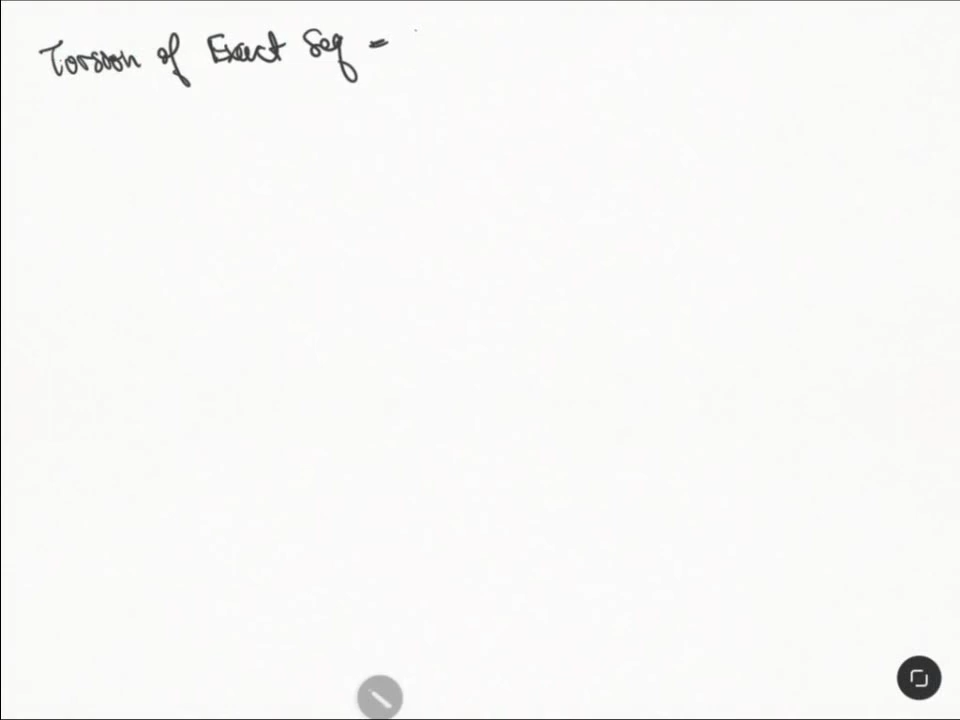 Torsion of Exact Seq =